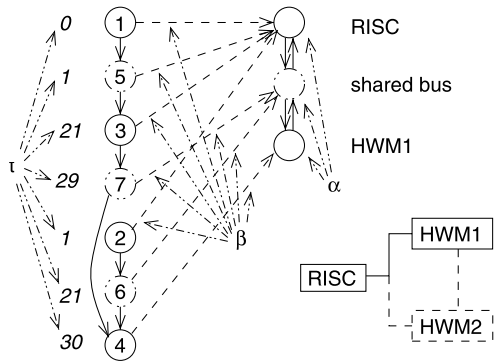 0 1 RISC
1 5 shared bus
21 3 HWM1
τ 29 7 α
1 2 β
21 6
30 4
HWM1
RISC
HWM2